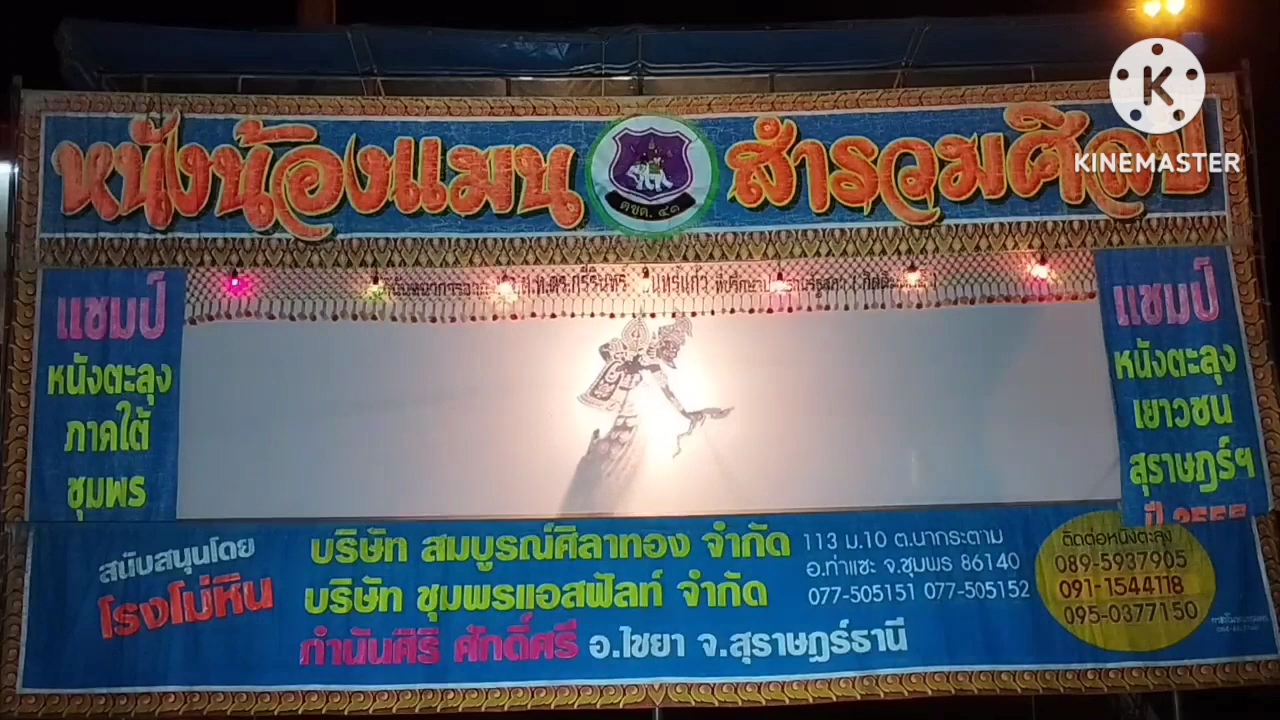 หนังน้องแมน สำรวมศิลป์
ตชด. ๔๑
KINEMASTER
ที่ปรึกษา
แชมป์
หนังตะลุง
ภาคใต้
ชุมพร
แชมป์
หนังตะลุง
เยาวชน
สุราษฎร์ฯ
ปี 2557
สนับสนุนโดย
โรงโม่หิน
บริษัท สมบูรณ์ศิลาทอง จำกัด
บริษัท ชุมพรแอสฟัลท์ จำกัด
กำนันศิริ ศักดิ์ศรี อ.ไชยา จ.สุราษฎร์ธานี
113 ม.10 ต.นากระตาม
อ.ท่าแซะ จ.ชุมพร 86140
077-505151 077-505152
ติดต่อหนังตะลุง
089-5937905
091-1544118
095-0377150